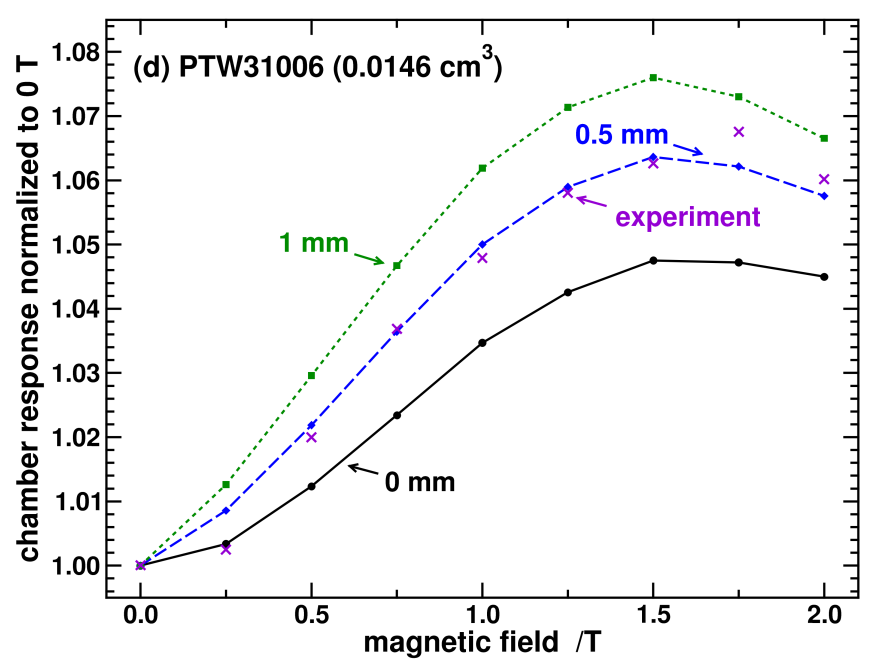 (d) PTW31006 (0.0146 cm³)
chamber response normalized to 0 T
1.08
1.07
1.06
1.05
1.04
1.03
1.02
1.01
1.00
0.5 mm
experiment
1 mm
0 mm
0.0 0.5 1.0 1.5 2.0
magnetic field /T